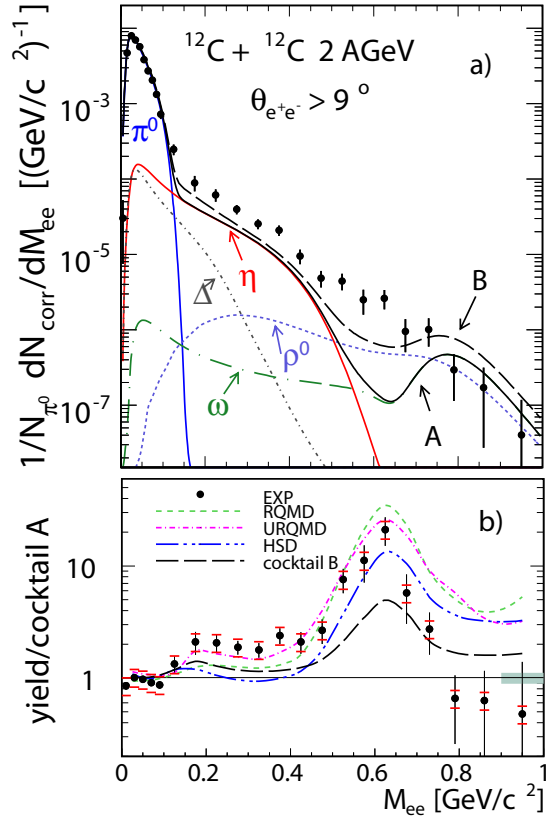 ¹²C + ¹²C 2 AGeV
a)
θe⁺e⁻ > 9 °
1/Nπ⁰ dNcorr/dMee [(GeV/c²)⁻¹]
10⁻³
10⁻⁵
10⁻⁷
π⁰
η
Δ
ρ⁰
ω
B
A
b)
EXP
RQMD
URQMD
HSD
cocktail B
yield/cocktail A
10
1
0 0.2 0.4 0.6 0.8 1
Mee [GeV/c²]